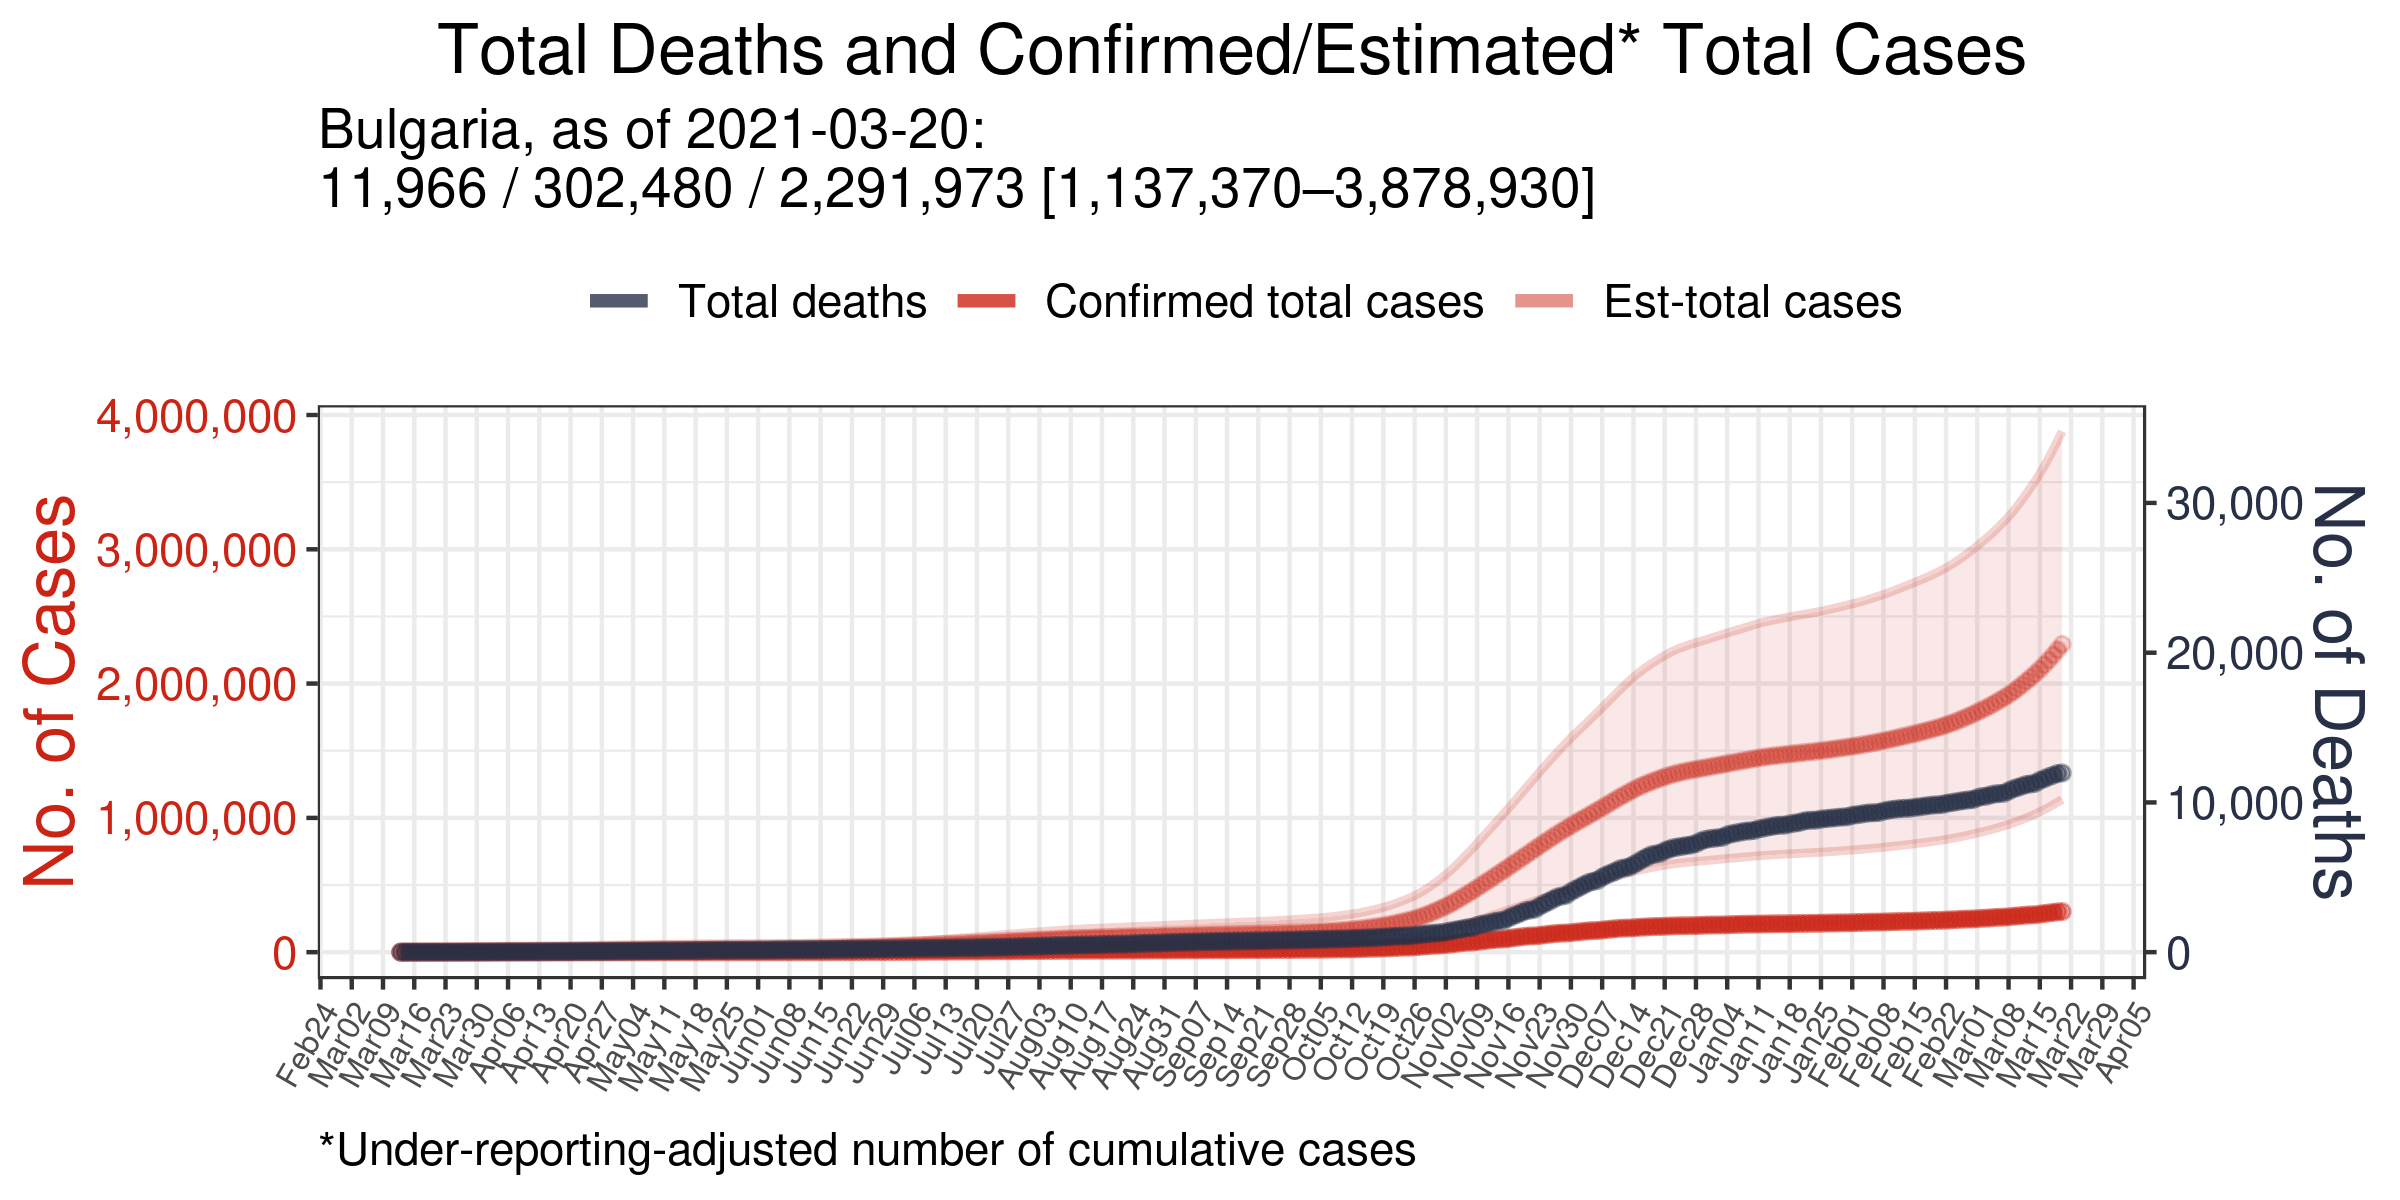 Total Deaths and Confirmed/Estimated* Total Cases
Bulgaria, as of 2021-03-20:
11,966 / 302,480 / 2,291,973 [1,137,370–3,878,930]
Total deaths
Confirmed total cases
Est-total cases
No. of Cases
4,000,000
3,000,000
2,000,000
1,000,000
0
30,000
20,000
10,000
0
No. of Deaths
Feb24
Mar02
Mar09
Mar16
Mar23
Mar30
Apr06
Apr13
Apr20
Apr27
May04
May11
May18
May25
Jun01
Jun08
Jun15
Jun22
Jun29
Jul06
Jul13
Jul20
Jul27
Aug03
Aug10
Aug17
Aug24
Aug31
Sep07
Sep14
Sep21
Sep28
Oct05
Oct12
Oct19
Oct26
Nov02
Nov09
Nov16
Nov23
Nov30
Dec07
Dec14
Dec21
Dec28
Jan04
Jan11
Jan18
Jan25
Feb01
Feb08
Feb15
Feb22
Mar01
Mar08
Mar15
Mar22
Mar29
Apr05
*Under-reporting-adjusted number of cumulative cases